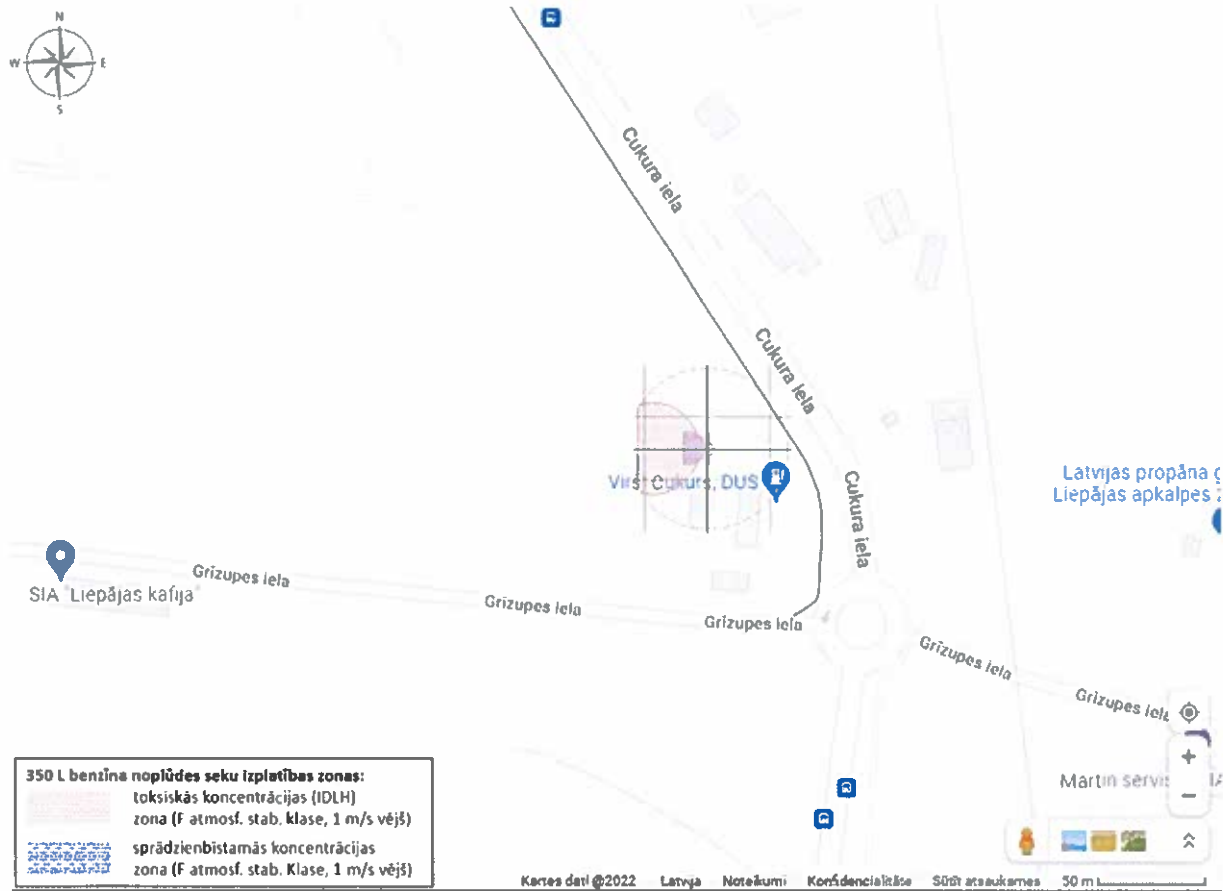 N
W E
S
Cukura iela
Cukura iela
Cukura iela
Virši Cukurs, DUS
Latvijas propāna g
Liepājas apkalpes
SIA "Liepājas kafija"
Grīzupes iela
Grīzupes iela
Grīzupes iela
Grīzupes iela
Grīzupes iela
Martin servis
350 L benzīna noplūdes seku izplatības zonas:
toksiskās koncentrācijas (IDLH)
zona (F atmosf. stab. klase, 1 m/s vējš)
sprādzienbīstamās koncentrācijas
zona (F atmosf. stab. Klase, 1 m/s vējš)
Kartes dati @2022 Latvija Noteikumi Konfidencialitāte Sūtīt atsauksmes 50 m